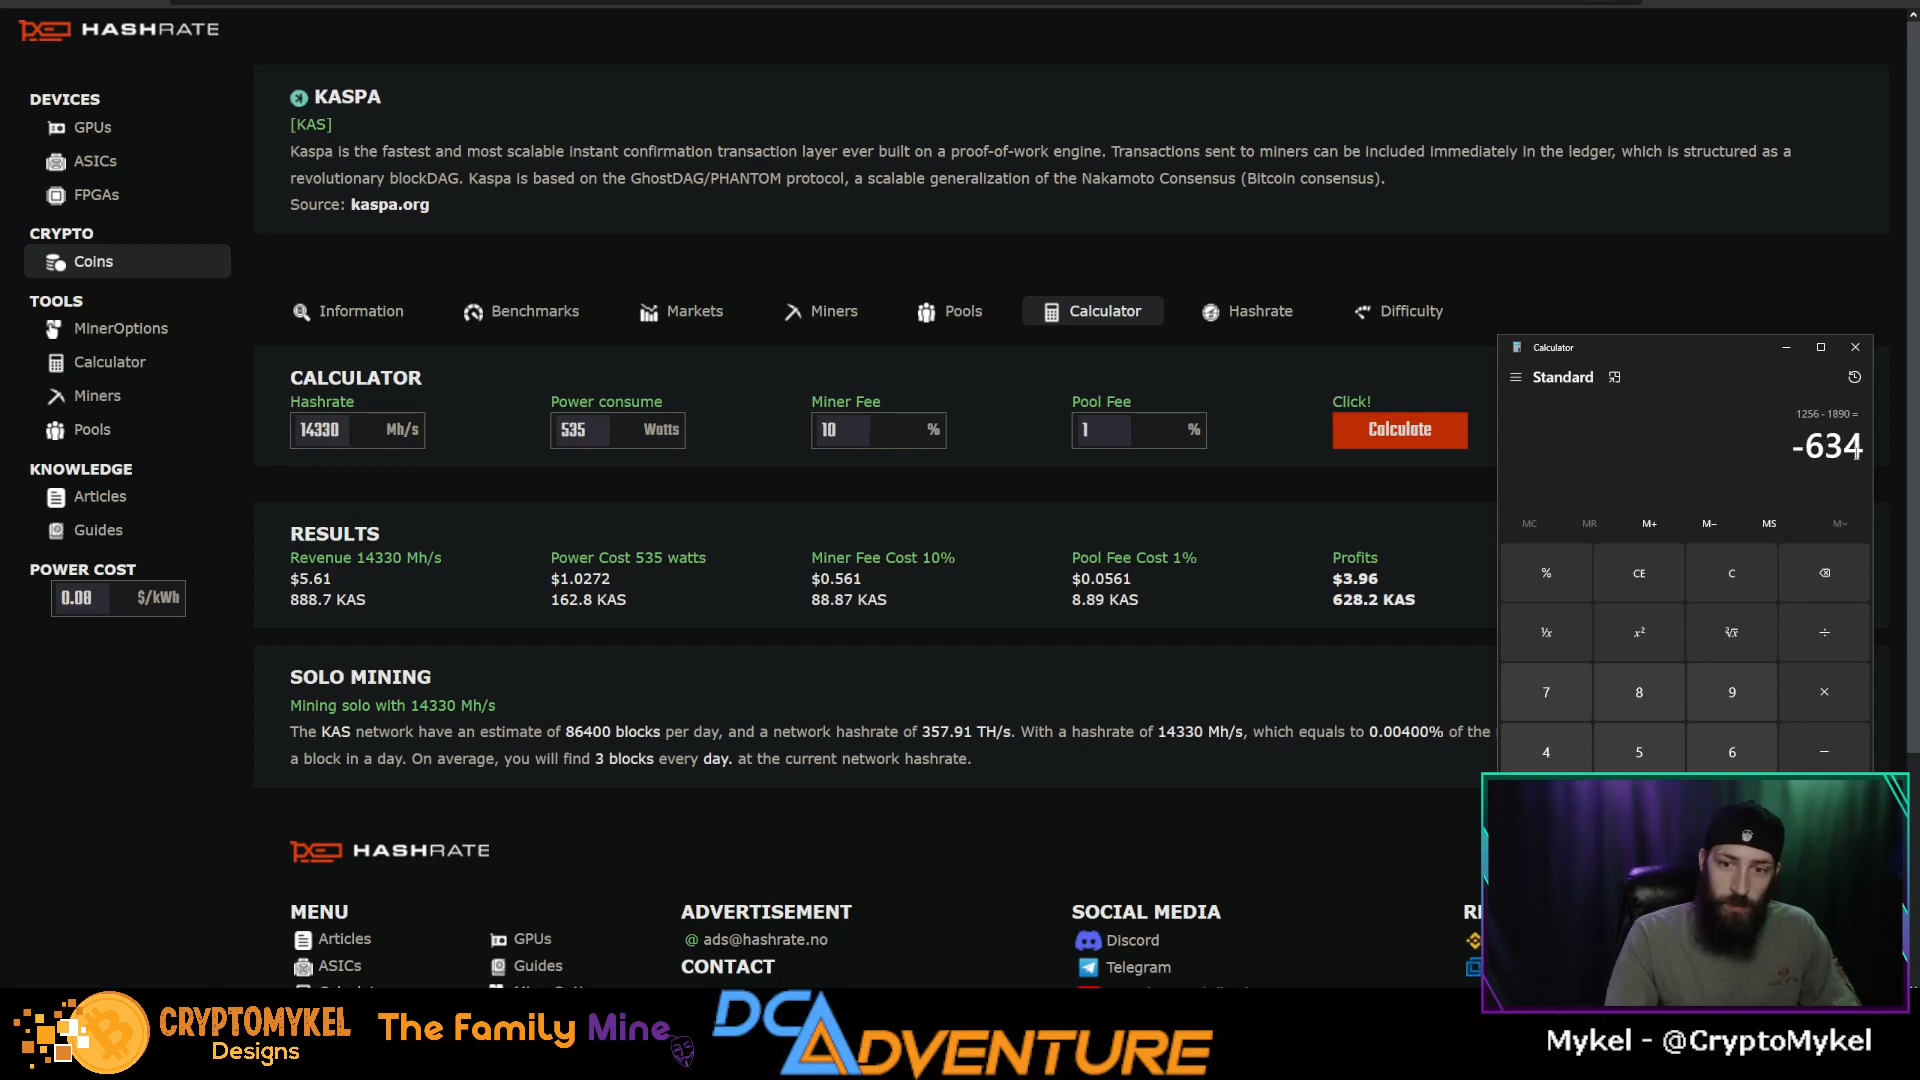 HASHRATE
DEVICES
GPUs
ASICs
FPGAs
CRYPTO
Coins
TOOLS
MinerOptions
Calculator
Miners
Pools
KNOWLEDGE
Articles
Guides
POWER COST
0.08 $/kWh
KASPA
[KAS]
Kaspa is the fastest and most scalable instant confirmation transaction layer ever built on a proof-of-work engine. Transactions sent to miners can be included immediately in the ledger, which is structured as a
revolutionary blockDAG. Kaspa is based on the GhostDAG/PHANTOM protocol, a scalable generalization of the Nakamoto Consensus (Bitcoin consensus).
Source: kaspa.org
Information Benchmarks Markets Miners Pools Calculator Hashrate Difficulty
CALCULATOR
Hashrate Power consume Miner Fee Pool Fee Click!
14330 Mh/s 535 Watts 10 % 1 % Calculate
RESULTS
Revenue 14330 Mh/s Power Cost 535 watts Miner Fee Cost 10% Pool Fee Cost 1% Profits
$5.61 $1.0272 $0.561 $0.0561 $3.96
888.7 KAS 162.8 KAS 88.87 KAS 8.89 KAS 628.2 KAS
SOLO MINING
Mining solo with 14330 Mh/s
The KAS network have an estimate of 86400 blocks per day, and a network hashrate of 357.91 TH/s. With a hashrate of 14330 Mh/s, which equals to 0.00400% of the
a block in a day. On average, you will find 3 blocks every day. at the current network hashrate.
Calculator
Standard
1256 - 1890 =
-634
MC MR M+ M- MS M˅
% CE C
¹/x x² ²√x ÷
7 8 9 ×
4 5 6 −
HASHRATE
MENU ADVERTISEMENT SOCIAL MEDIA
Articles GPUs @ ads@hashrate.no Discord
ASICs Guides CONTACT Telegram
CRYPTOMYKEL
Designs
The Family Mine
DCADVENTURE
Mykel - @CryptoMykel